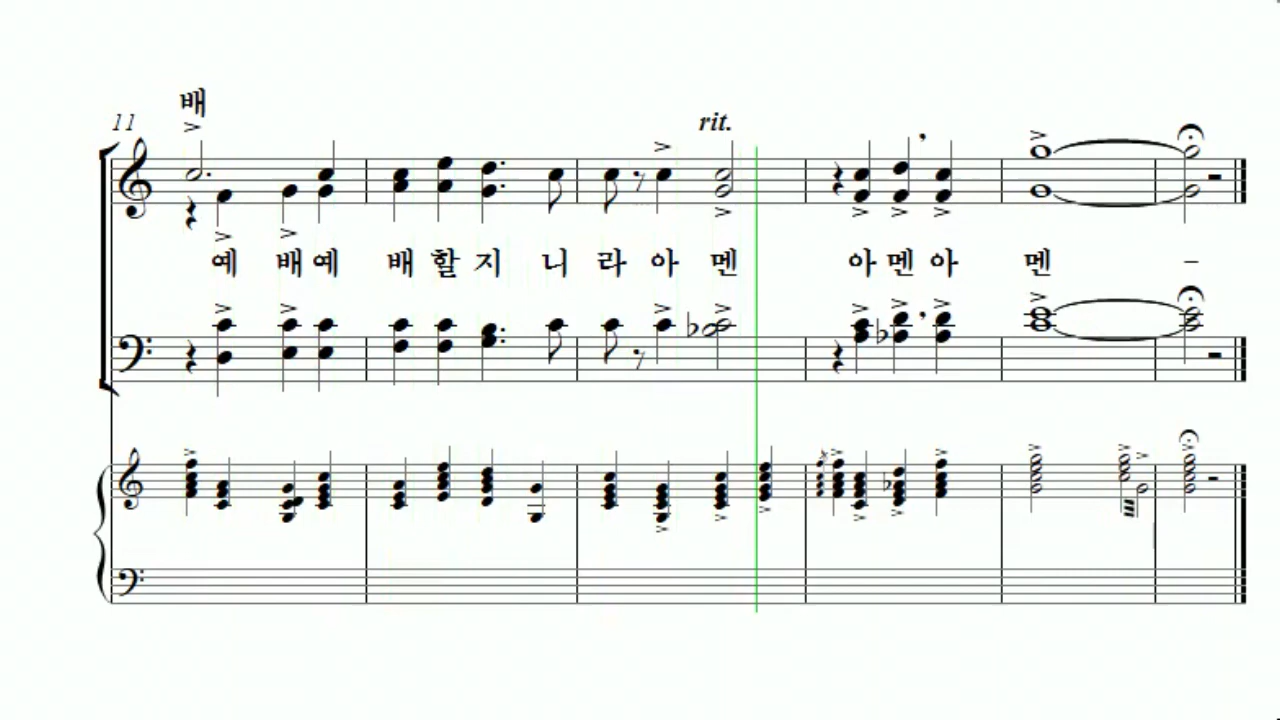 배
11
rit.
예 배 예 배 할 지 니 라 아 멘 아 멘 아 멘 –